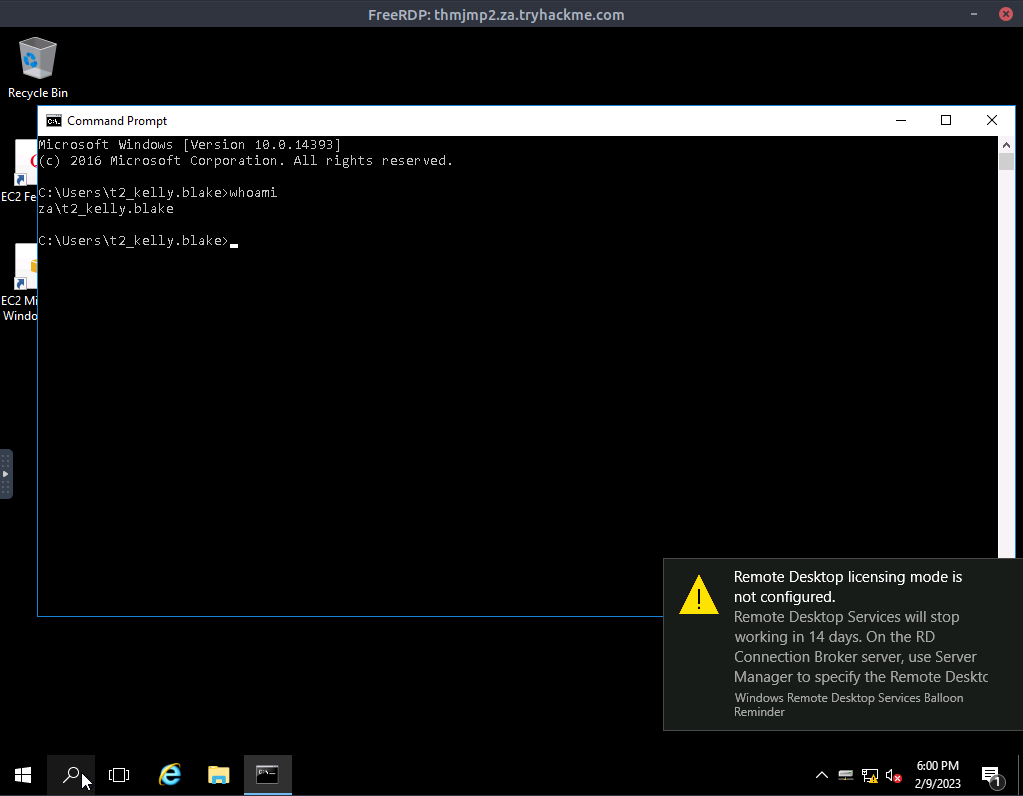 FreeRDP: thmjmp2.za.tryhackme.com
Recycle Bin
Command Prompt
Microsoft Windows [Version 10.0.14393]
(c) 2016 Microsoft Corporation. All rights reserved.
C:\Users\t2_kelly.blake>whoami
za\t2_kelly.blake
C:\Users\t2_kelly.blake>
EC2 Fe
EC2 Mi
Windo
Remote Desktop licensing mode is
not configured.
Remote Desktop Services will stop
working in 14 days. On the RD
Connection Broker server, use Server
Manager to specify the Remote Deskto
Windows Remote Desktop Services Balloon
Reminder
6:00 PM
2/9/2023
1